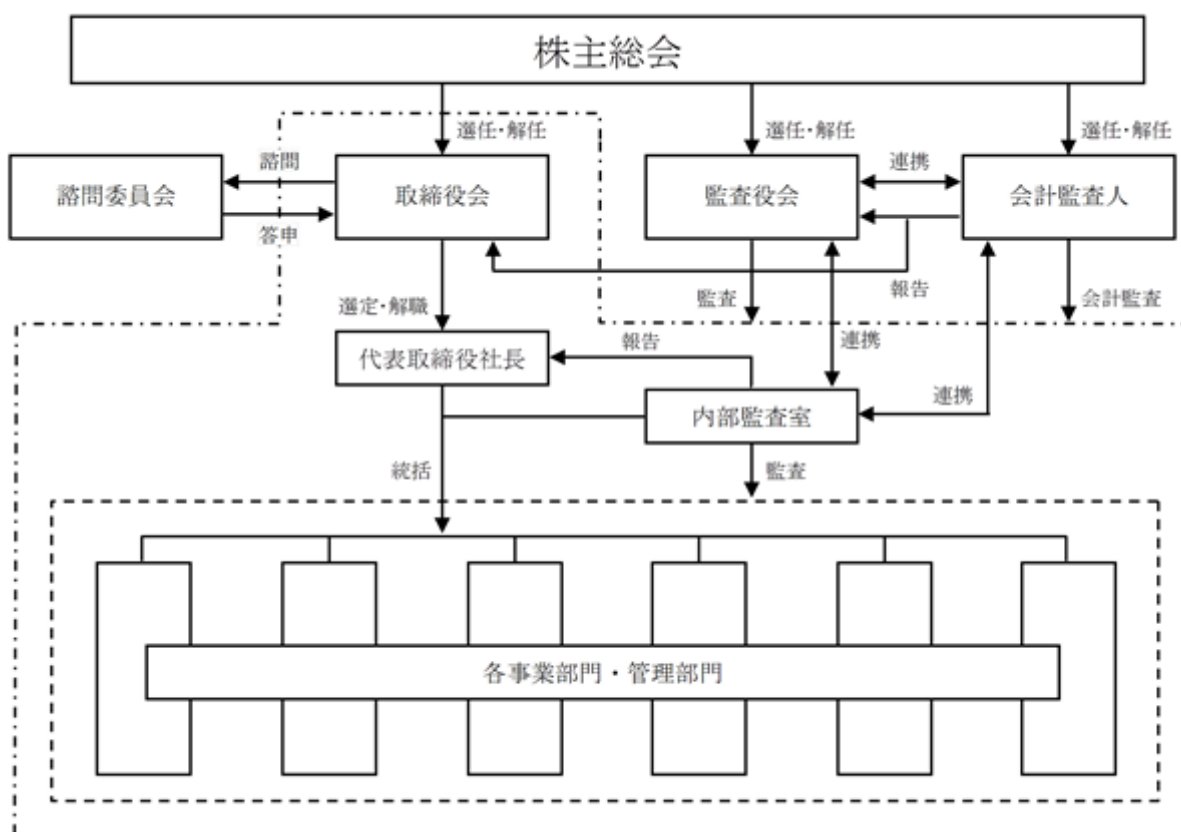 株主総会
選任・解任
選任・解任
選任・解任
諮問委員会
諮問
答申
取締役会
監査役会
連携
会計監査人
報告
選定・解職
監査
会計監査
代表取締役社長
報告
連携
内部監査室
連携
統括
監査
各事業部門・管理部門